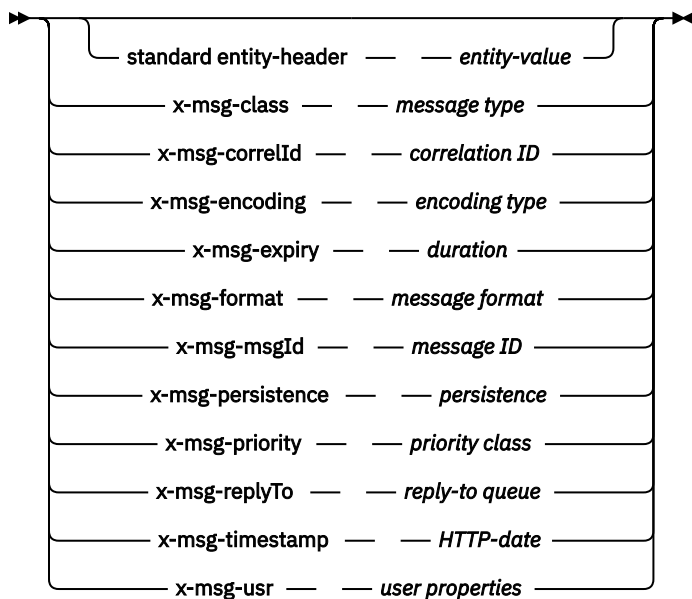 standard entity-header entity-value
x-msg-class message type
x-msg-correlId correlation ID
x-msg-encoding encoding type
x-msg-expiry duration
x-msg-format message format
x-msg-msgId message ID
x-msg-persistence persistence
x-msg-priority priority class
x-msg-replyTo reply-to queue
x-msg-timestamp HTTP-date
x-msg-usr user properties